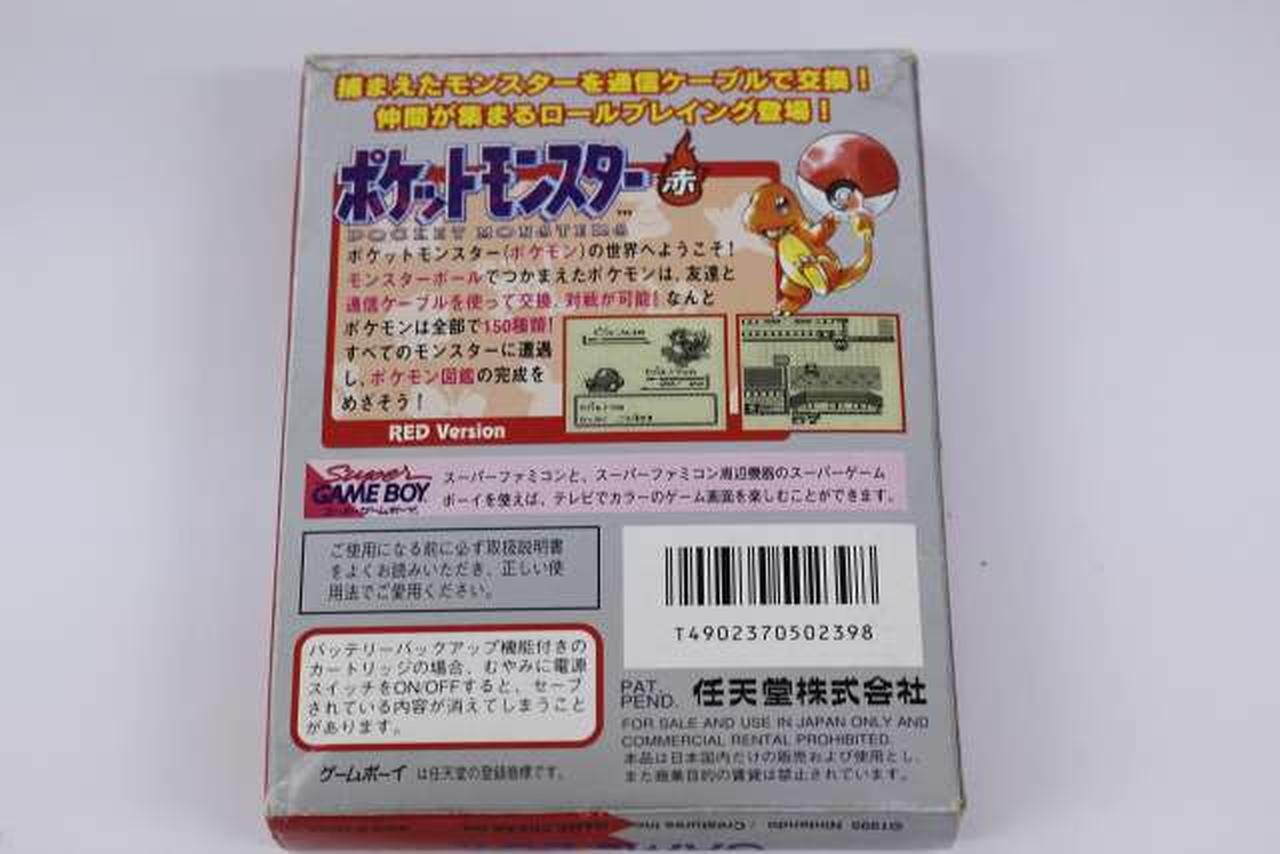 捕まえたモンスターを通信ケーブルで交換！
仲間が集まるロールプレイング登場！
ポケットモンスター 赤
TM
POCKET MONSTERS
ポケットモンスター(ポケモン)の世界へようこそ！
モンスターボールでつかまえたポケモンは、友達と
通信ケーブルを使って交換、対戦が可能！なんと
ポケモンは全部で150種類！
すべてのモンスターに遭遇
し、ポケモン図鑑の完成を
めざそう！
RED Version
Super
GAME BOY
スーパーゲームボーイ
スーパーファミコンと、スーパーファミコン周辺機器のスーパーゲーム
ボーイを使えば、テレビでカラーのゲーム画面を楽しむことができます。
ご使用になる前に必ず取扱説明書
をよくお読みいただき、正しい使
用法でご愛用ください。
T4902370502398
バッテリーバックアップ機能付きの
カートリッジの場合、むやみに電源
スイッチをON/OFFすると、セーブ
されている内容が消えてしまうこと
があります。
PAT. PEND. 任天堂株式会社
FOR SALE AND USE IN JAPAN ONLY AND
COMMERCIAL RENTAL PROHIBITED.
本品は日本国内だけの販売および使用とし、
また商業目的の賃貸は禁止されています。
ゲームボーイ は任天堂の登録商標です。